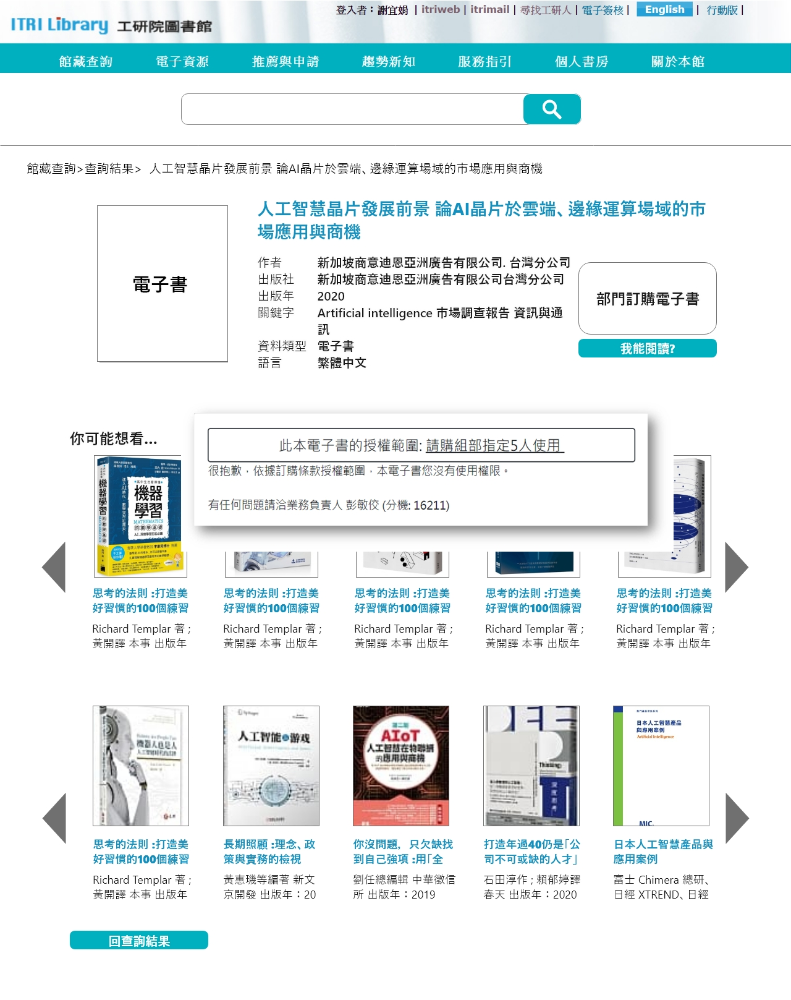 登入者：謝宜娟 | itriweb | itrimail | 尋找工研人 | 電子簽核 | English | 行動版 |
ITRI Library 工研院圖書館
館藏查詢 電子資源 推薦與申請 趨勢新知 服務指引 個人書房 關於本館
館藏查詢>查詢結果> 人工智慧晶片發展前景 論AI晶片於雲端、邊緣運算場域的市場應用與商機
人工智慧晶片發展前景 論AI晶片於雲端、邊緣運算場域的市
場應用與商機
電子書
作者 新加坡商意迪恩亞洲廣告有限公司. 台灣分公司
出版社 新加坡商意迪恩亞洲廣告有限公司台灣分公司
出版年 2020
關鍵字 Artificial intelligence 市場調查報告 資訊與通
訊
資料類型 電子書
語言 繁體中文
部門訂購電子書
我能閱讀?
你可能想看...
此本電子書的授權範圍: 請購組部指定5人使用
很抱歉，依據訂購條款授權範圍，本電子書您沒有使用權限。
有任何問題請洽業務負責人 彭敏佼 (分機: 16211)
機器
學習
MATHEMATICS
的數學基礎
機器學習
思考的法則 :打造美
好習慣的100個練習
Richard Templar 著 ;
黃開譯 本事 出版年
思考的法則 :打造美
好習慣的100個練習
Richard Templar 著 ;
黃開譯 本事 出版年
思考的法則 :打造美
好習慣的100個練習
Richard Templar 著 ;
黃開譯 本事 出版年
思考的法則 :打造美
好習慣的100個練習
Richard Templar 著 ;
黃開譯 本事 出版年
思考的法則 :打造美
好習慣的100個練習
Richard Templar 著 ;
黃開譯 本事 出版年
機器人也是人
人工智能与游戏
第二版
AIoT
人工智慧在物聯網
的應用與商機
Thinking
深度思考
日本人工智慧產品
與應用案例
Artificial Intelligence
MIC
思考的法則 :打造美
好習慣的100個練習
Richard Templar 著 ;
黃開譯 本事 出版年
長期照顧 :理念、政
策與實務的檢視
黃惠璣等編著 新文
京開發 出版年：20
你沒問題，只欠缺找
到自己強項 :用「全
劉任總編輯 中華徵信
所 出版年：2019
打造年過40仍是「公
司不可或缺的人才」
石田淳作 ; 賴郁婷譯
春天 出版年：2020
日本人工智慧產品與
應用案例
富士 Chimera 總研、
日經 XTREND、日經
回查詢結果